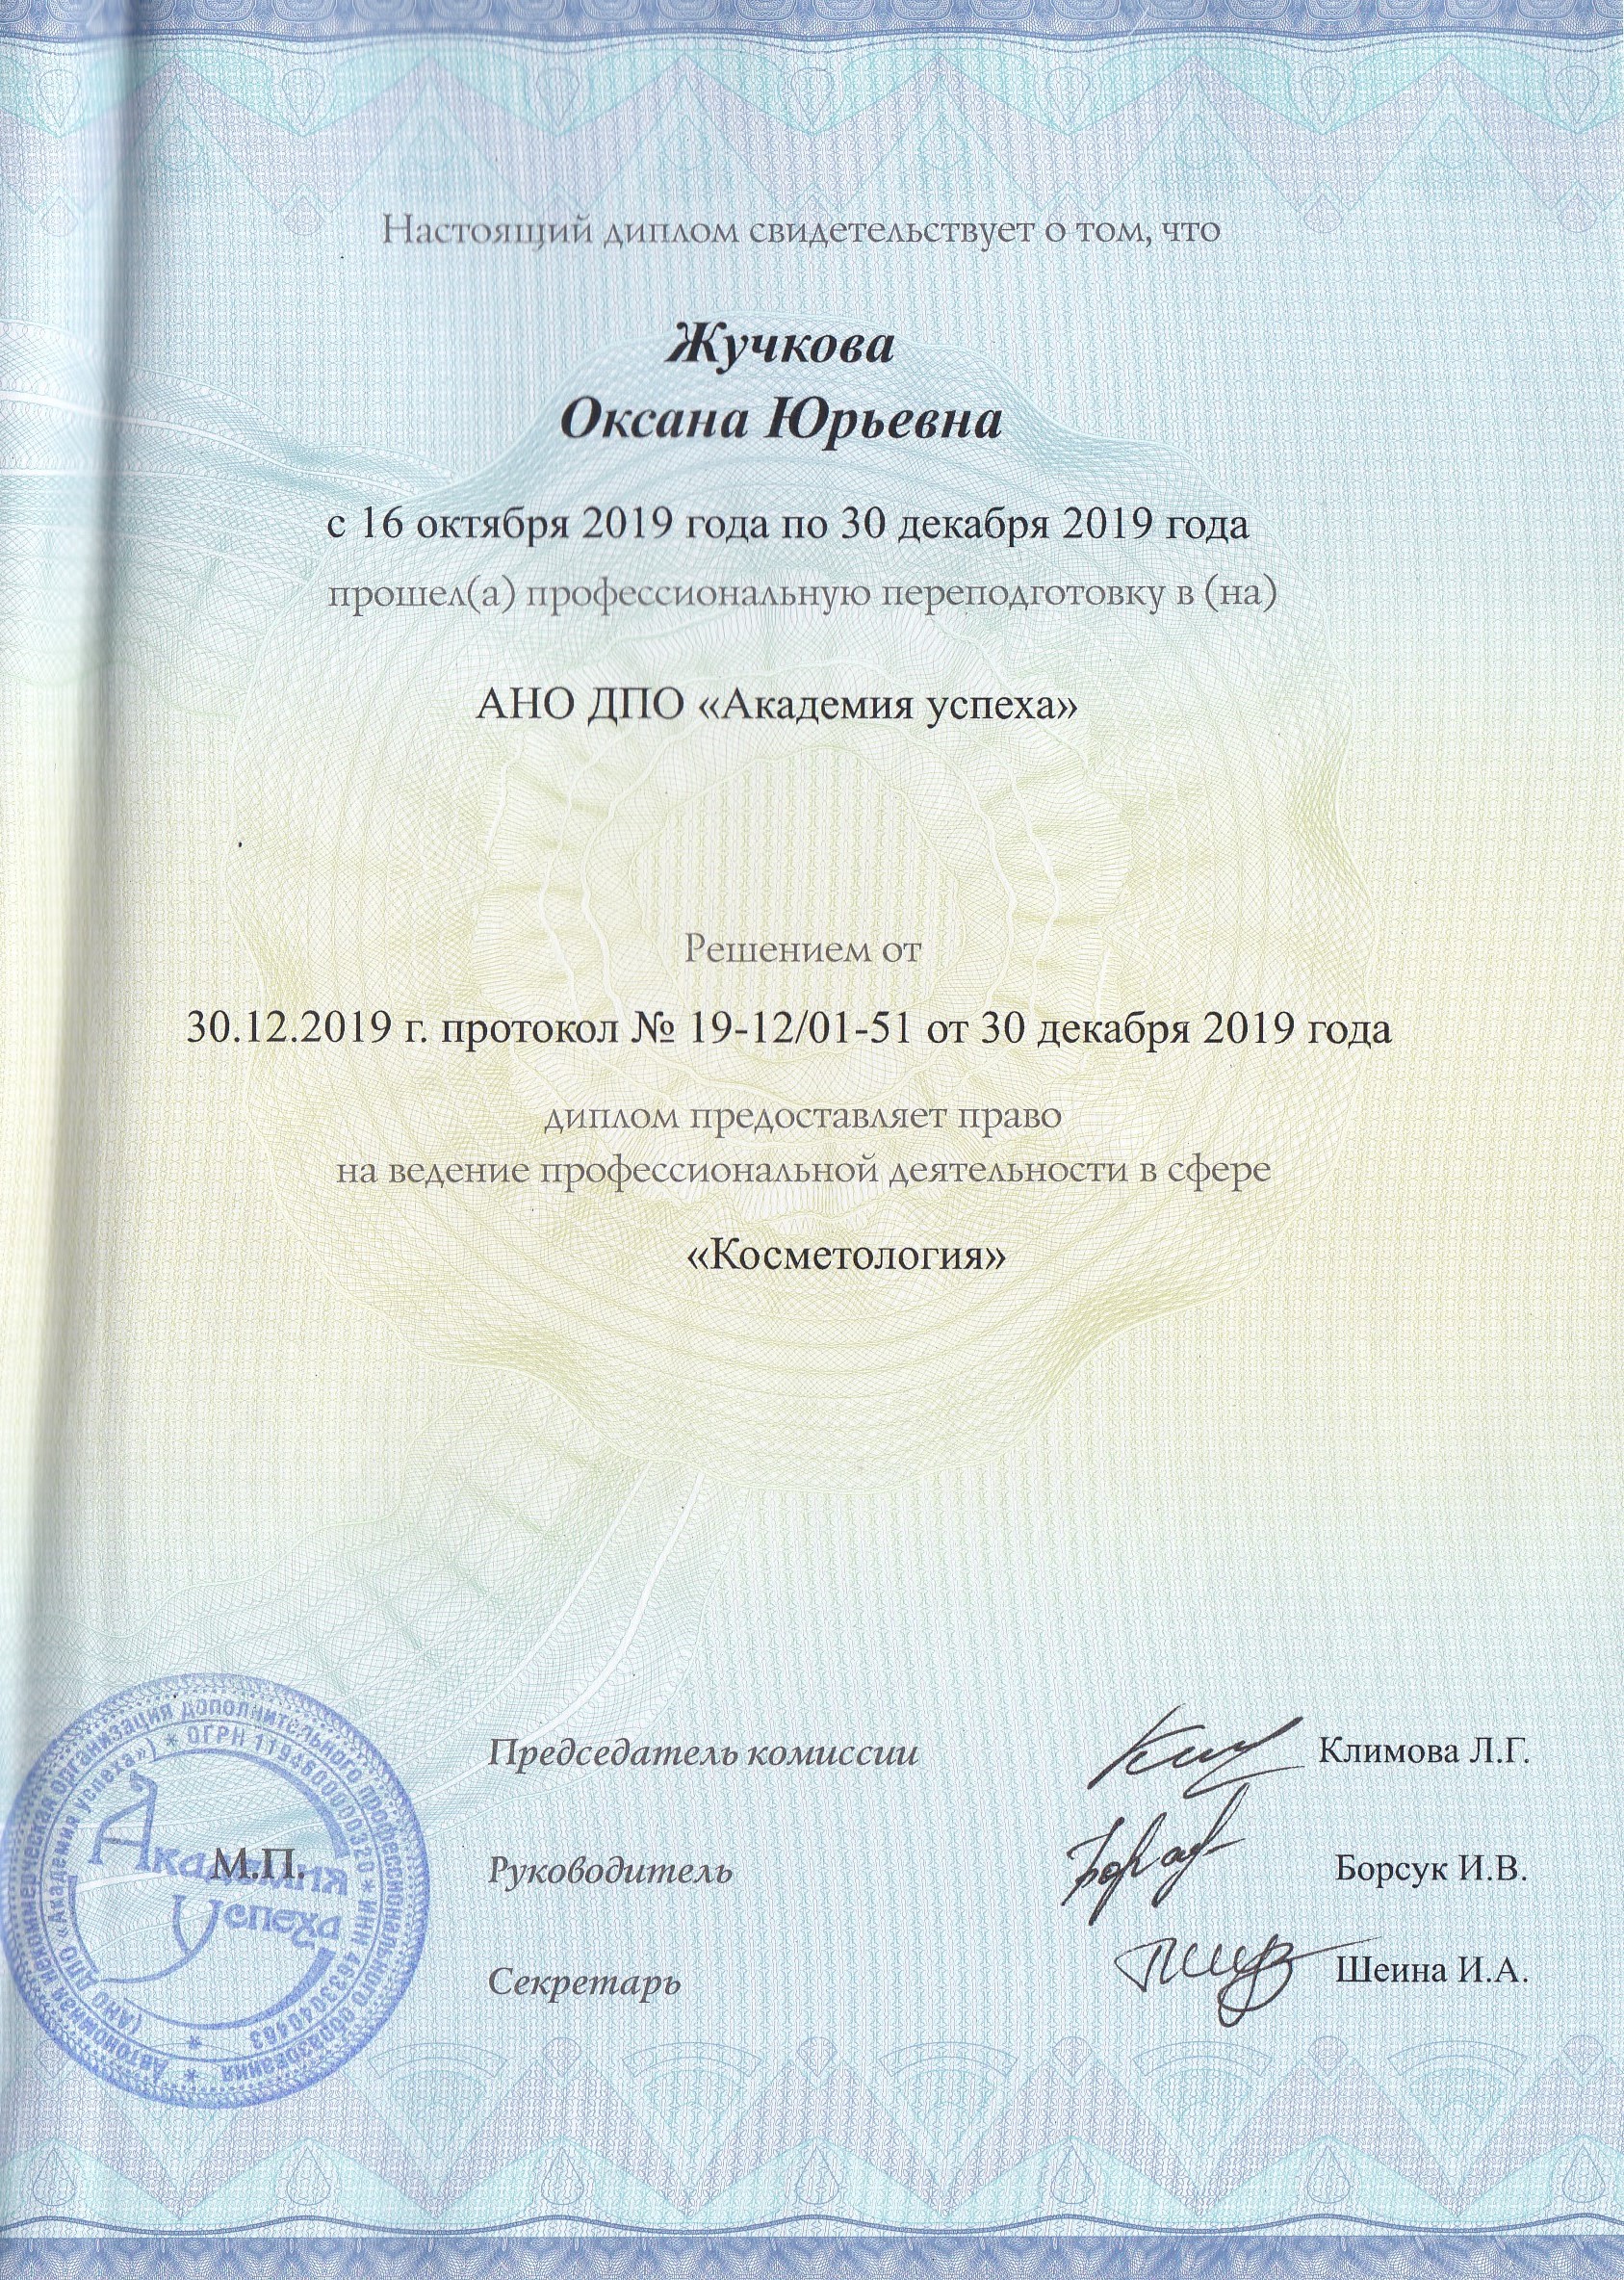 Настоящий диплом свидетельствует о том, что
Жучкова
Оксана Юрьевна
с 16 октября 2019 года по 30 декабря 2019 года
прошел(а) профессиональную переподготовку в (на)
АНО ДПО «Академия успеха»
Решением от
30.12.2019 г. протокол № 19-12/01-51 от 30 декабря 2019 года
диплом предоставляет право
на ведение профессиональной деятельности в сфере
«Косметология»
Председатель комиссии Климова Л.Г.
М.П. Руководитель Борсук И.В.
Секретарь Шеина И.А.
Автономная некоммерческая организация дополнительного профессионального образования *
(АНО ДПО «Академия успеха») * ОГРН 1194600000320 * ИНН 4633040463 *
Академия
Успеха